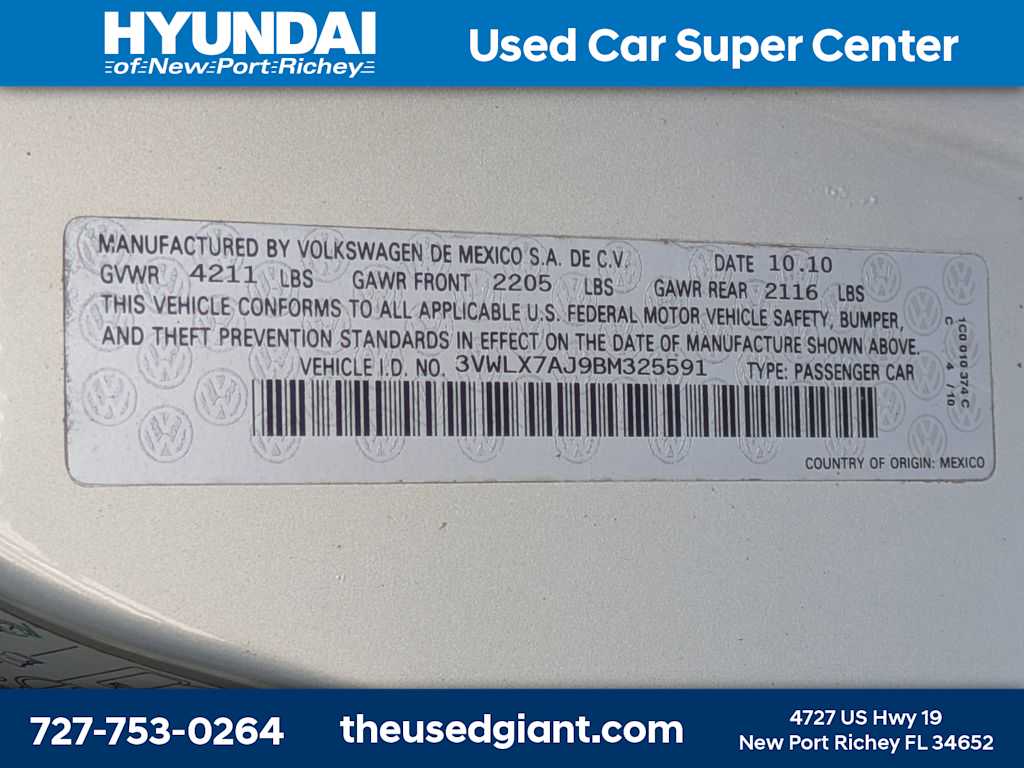 HYUNDAI
of New Port Richey
Used Car Super Center
MANUFACTURED BY VOLKSWAGEN DE MEXICO S.A. DE C.V. DATE 10.10
GVWR 4211 LBS GAWR FRONT 2205 LBS GAWR REAR 2116 LBS
THIS VEHICLE CONFORMS TO ALL APPLICABLE U.S. FEDERAL MOTOR VEHICLE SAFETY, BUMPER,
AND THEFT PREVENTION STANDARDS IN EFFECT ON THE DATE OF MANUFACTURE SHOWN ABOVE.
VEHICLE I.D. NO. 3VWLX7AJ9BM325591 TYPE: PASSENGER CAR
COUNTRY OF ORIGIN: MEXICO
1C0 010 374 C
C 4 / 10
727-753-0264
theusedgiant.com
4727 US Hwy 19
New Port Richey FL 34652